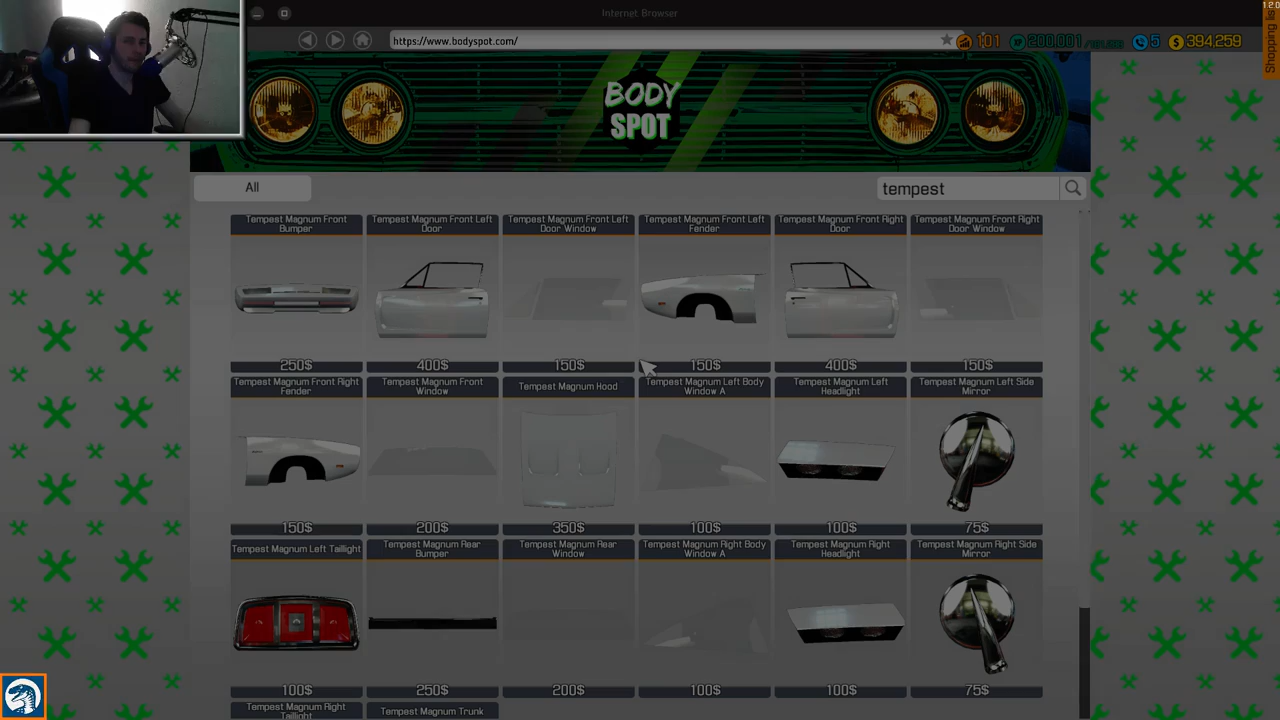 Internet Browser
1.2.0
https://www.bodyspot.com/
101
5
394,259
Shopping list
BODY
SPOT
All
tempest
Tempest Magnum Front
Bumper
Tempest Magnum Front Left
Door
Tempest Magnum Front Left
Door Window
Tempest Magnum Front Left
Fender
Tempest Magnum Front Right
Door
Tempest Magnum Front Right
Door Window
250$
400$
150$
150$
400$
150$
Tempest Magnum Front Right
Fender
Tempest Magnum Front
Window
Tempest Magnum Hood
Tempest Magnum Left Body
Window A
Tempest Magnum Left
Headlight
Tempest Magnum Left Side
Mirror
150$
200$
350$
100$
100$
75$
Tempest Magnum Left Taillight
Tempest Magnum Rear
Bumper
Tempest Magnum Rear
Window
Tempest Magnum Right Body
Window A
Tempest Magnum Right
Headlight
Tempest Magnum Right Side
Mirror
100$
250$
200$
100$
100$
75$
Tempest Magnum Right
Taillight
Tempest Magnum Trunk